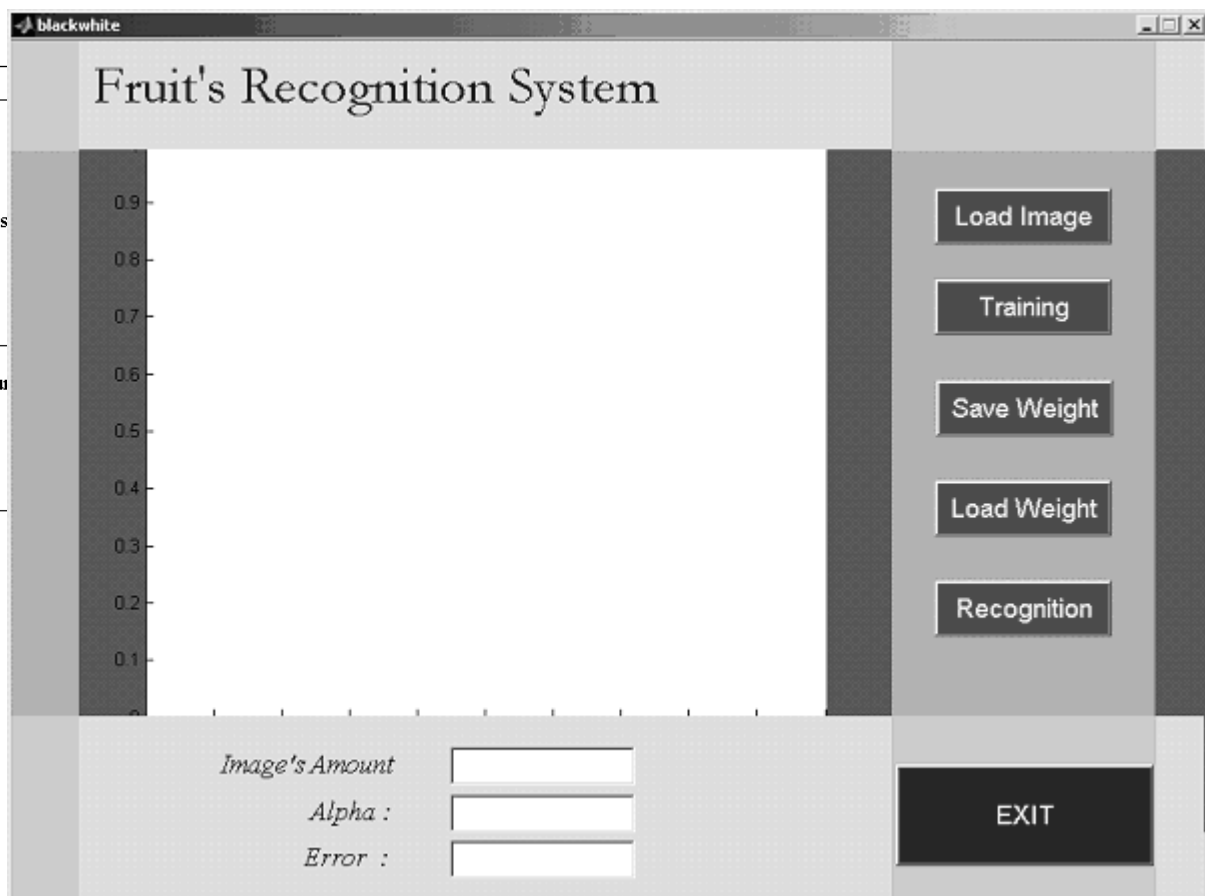 blackwhite
Fruit's Recognition System
0.9
0.8
0.7
0.6
0.5
0.4
0.3
0.2
0.1
Load Image
Training
Save Weight
Load Weight
Recognition
Image's Amount
Alpha :
Error :
EXIT